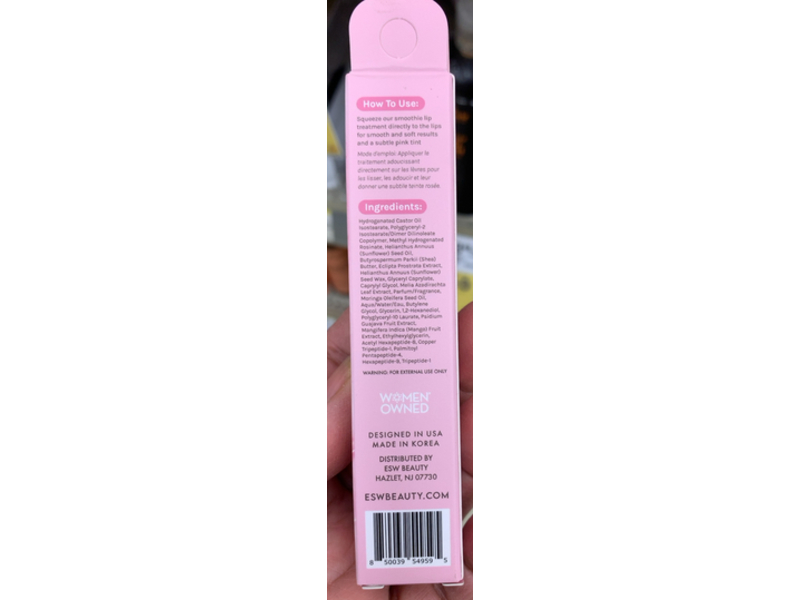 How To Use:
Squeeze our smoothie lip
treatment directly to the lips
for smooth and soft results
and a subtle pink tint
Mode d'emploi: Appliquer le
traitement adoucissant
directement sur les lèvres pour
les lisser, les adoucir et leur
donner une subtile teinte rosée.
Ingredients:
Hydrogenated Castor Oil
Isostearate, Polyglyceryl-2
Isostearate/Dimer Dilinoleate
Copolymer, Methyl Hydrogenated
Rosinate, Helianthus Annuus
(Sunflower) Seed Oil,
Butyrospermum Parkii (Shea)
Butter, Eclipta Prostrata Extract,
Helianthus Annuus (Sunflower)
Seed Wax, Glyceryl Caprylate,
Caprylyl Glycol, Melia Azadirachta
Leaf Extract, Parfum/Fragrance,
Moringa Oleifera Seed Oil,
Aqua/Water/Eau, Butylene
Glycol, Glycerin, 1,2-Hexanediol,
Polyglyceryl-10 Laurate, Psidium
Guajava Fruit Extract,
Mangifera Indica (Mango) Fruit
Extract, Ethylhexylglycerin,
Acetyl Hexapeptide-8, Copper
Tripeptide-1, Palmitoyl
Pentapeptide-4,
Hexapeptide-9, Tripeptide-1
WARNING: FOR EXTERNAL USE ONLY
WOMEN
OWNED
DESIGNED IN USA
MADE IN KOREA
DISTRIBUTED BY
ESW BEAUTY
HAZLET, NJ 07730
ESWBEAUTY.COM
8 50039 54959 5